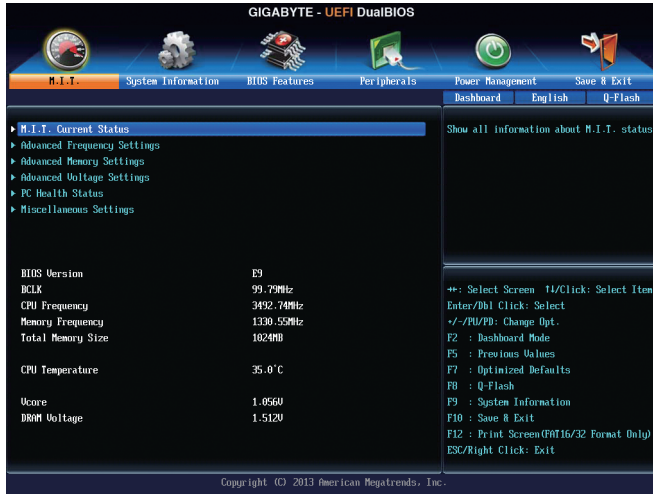 GIGABYTE - UEFI DualBIOS
M.I.T. System Information BIOS Features Peripherals Power Management Save & Exit
Dashboard English Q-Flash
M.I.T. Current Status
Advanced Frequency Settings
Advanced Memory Settings
Advanced Voltage Settings
PC Health Status
Miscellaneous Settings
Show all information about M.I.T. status
BIOS Version E9
BCLK 99.79MHz
CPU Frequency 3492.74MHz
Memory Frequency 1330.55MHz
Total Memory Size 1024MB
CPU Temperature 35.0°C
Vcore 1.056V
DRAM Voltage 1.512V
→←: Select Screen ↑↓/Click: Select Item
Enter/Dbl Click: Select
+/-/PU/PD: Change Opt.
F2 : Dashboard Mode
F5 : Previous Values
F7 : Optimized Defaults
F8 : Q-Flash
F9 : System Information
F10 : Save & Exit
F12 : Print Screen(FAT16/32 Format Only)
ESC/Right Click: Exit
Copyright (C) 2013 American Megatrends, Inc.